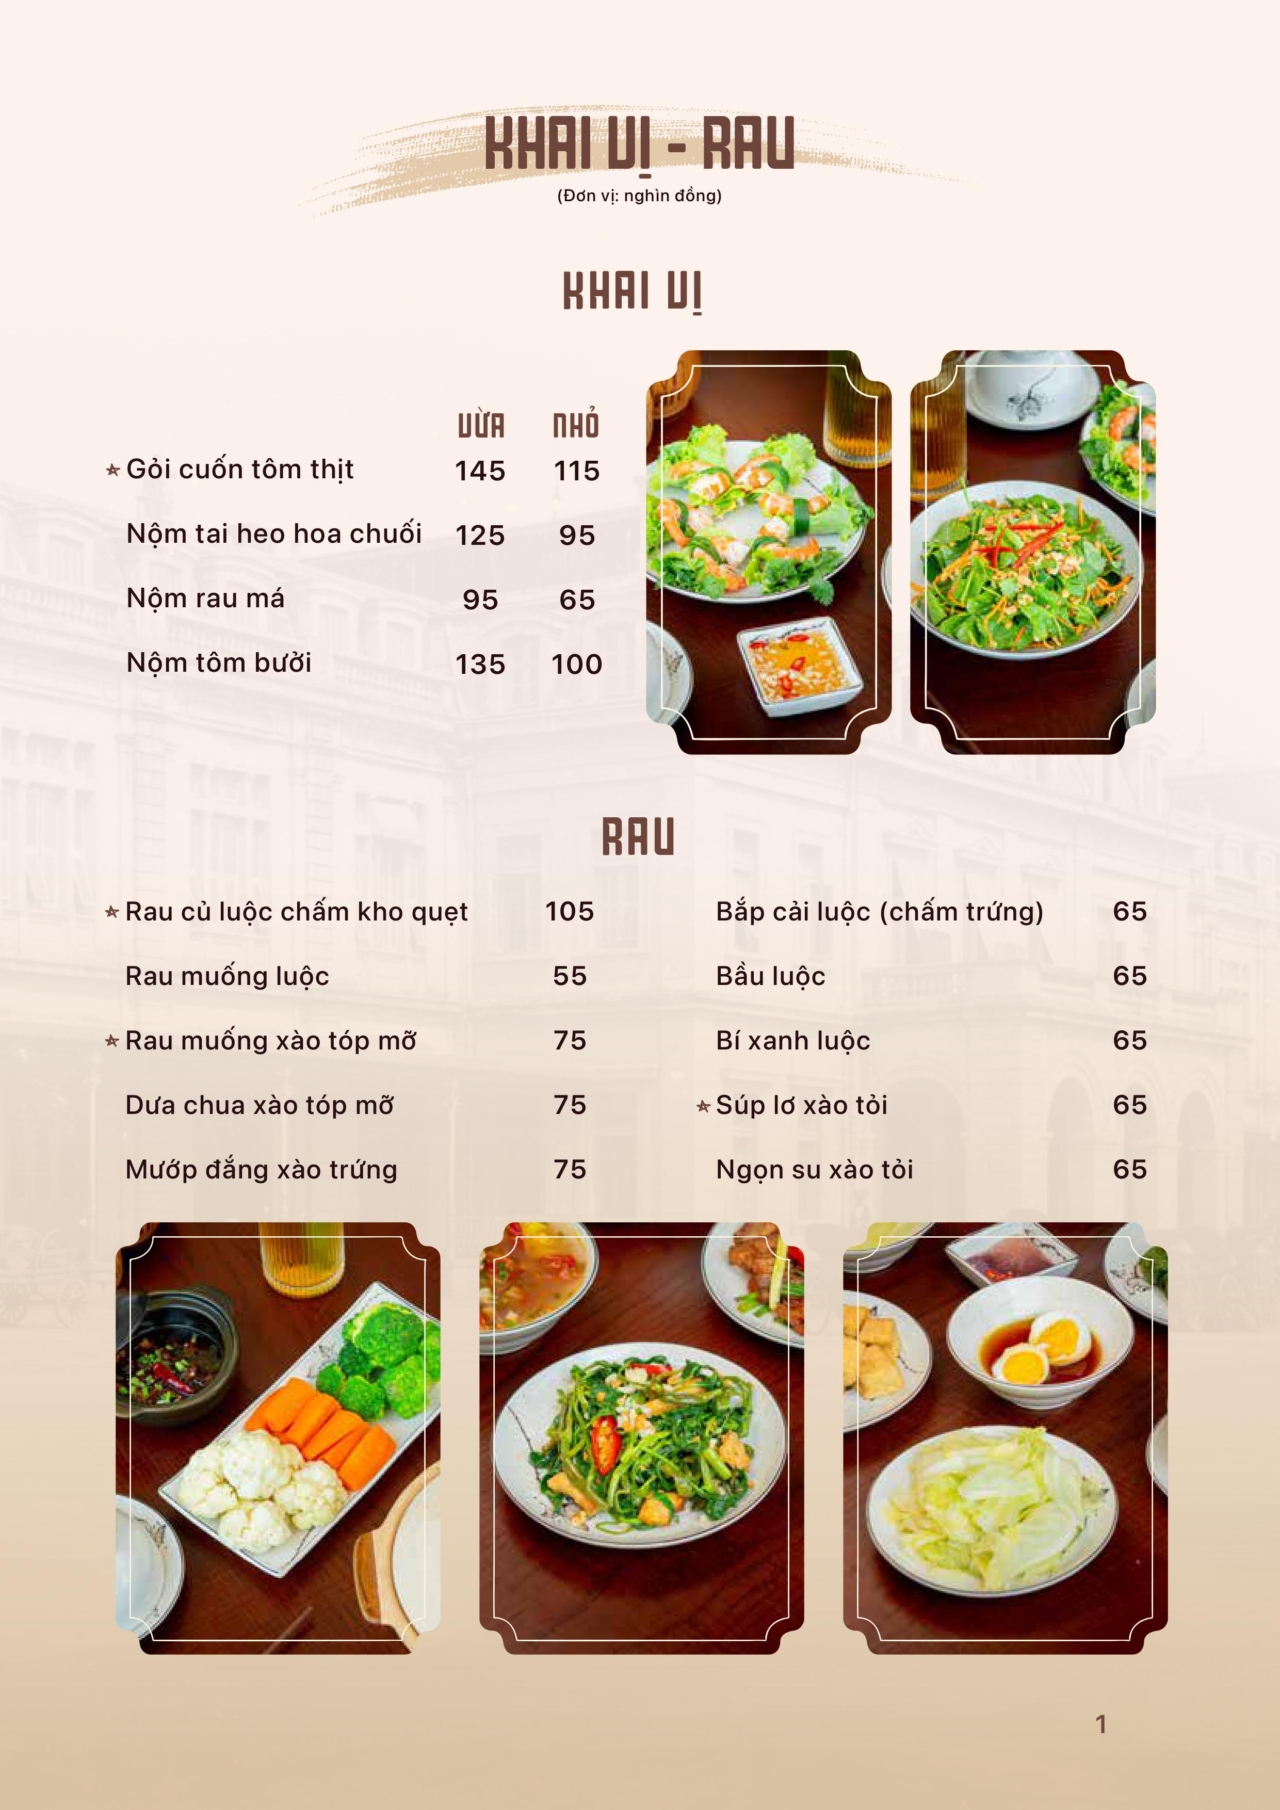 KHAI VỊ - RAU
(Đơn vị: nghìn đồng)
KHAI VỊ
VỪA NHỎ
Gỏi cuốn tôm thịt 145 115
Nộm tai heo hoa chuối 125 95
Nộm rau má 95 65
Nộm tôm bưởi 135 100
RAU
Rau củ luộc chấm kho quẹt 105
Rau muống luộc 55
Rau muống xào tóp mỡ 75
Dưa chua xào tóp mỡ 75
Mướp đắng xào trứng 75
Bắp cải luộc (chấm trứng) 65
Bầu luộc 65
Bí xanh luộc 65
Súp lơ xào tỏi 65
Ngọn su xào tỏi 65
1